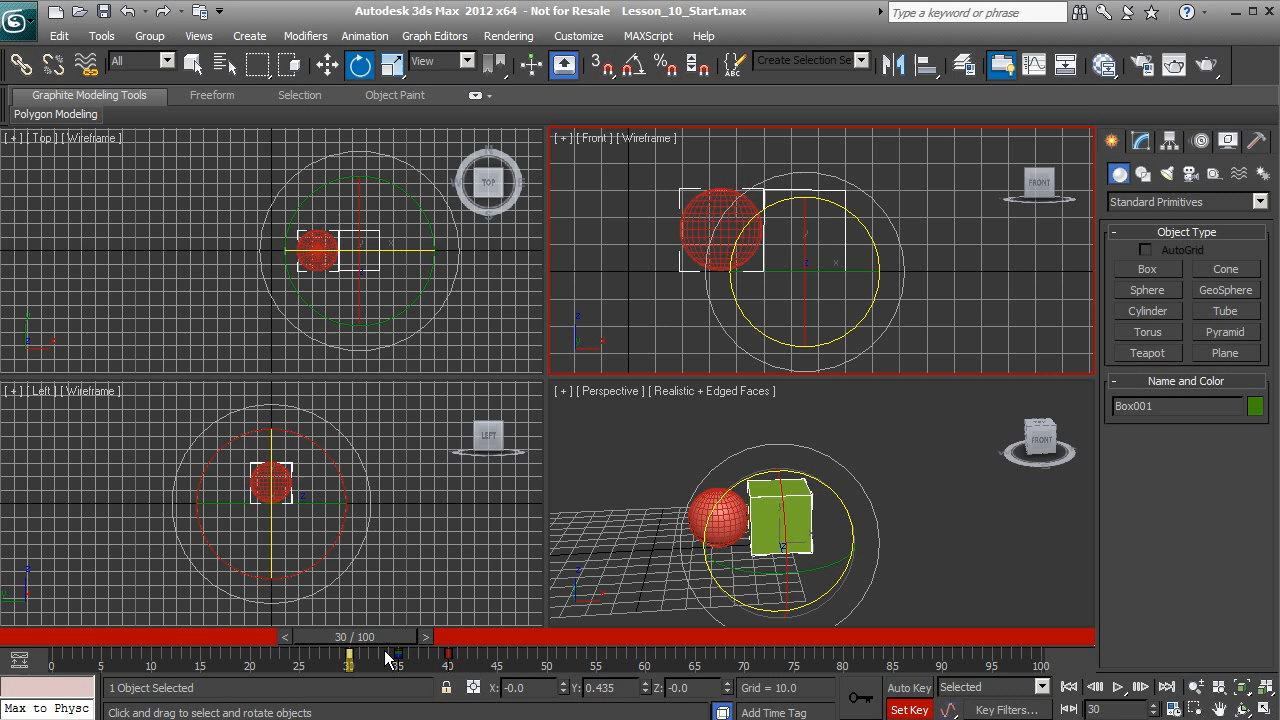 Autodesk 3ds Max 2012 x64 - Not for Resale Lesson_10_Start.max
Type a keyword or phrase
Edit Tools Group Views Create Modifiers Animation Graph Editors Rendering Customize MAXScript Help
All View Create Selection Se
Graphite Modeling Tools Freeform Selection Object Paint
Polygon Modeling
[ + ] [ Top ] [ Wireframe ]
TOP
[ + ] [ Front ] [ Wireframe ]
FRONT
Standard Primitives
- Object Type
AutoGrid
Box Cone
Sphere GeoSphere
Cylinder Tube
Torus Pyramid
Teapot Plane
- Name and Color
Box001
[ + ] [ Left ] [ Wireframe ]
LEFT
[ + ] [ Perspective ] [ Realistic + Edged Faces ]
FRONT
< 30 / 100 >
0 5 10 15 20 25 30 35 40 45 50 55 60 65 70 75 80 85 90 95 100
1 Object Selected X: -0.0 Y: 0.435 Z: -0.0 Grid = 10.0 Auto Key Selected
Max to Physc Click and drag to select and rotate objects Add Time Tag Set Key Key Filters... 30